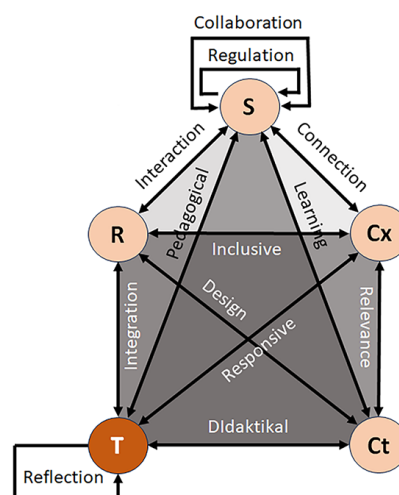 Collaboration
Regulation
S
Interaction
Connection
Pedagogical
Learning
R
Cx
Inclusive
Design
Integration
Responsive
Relevance
T
DIdaktikal
Ct
Reflection